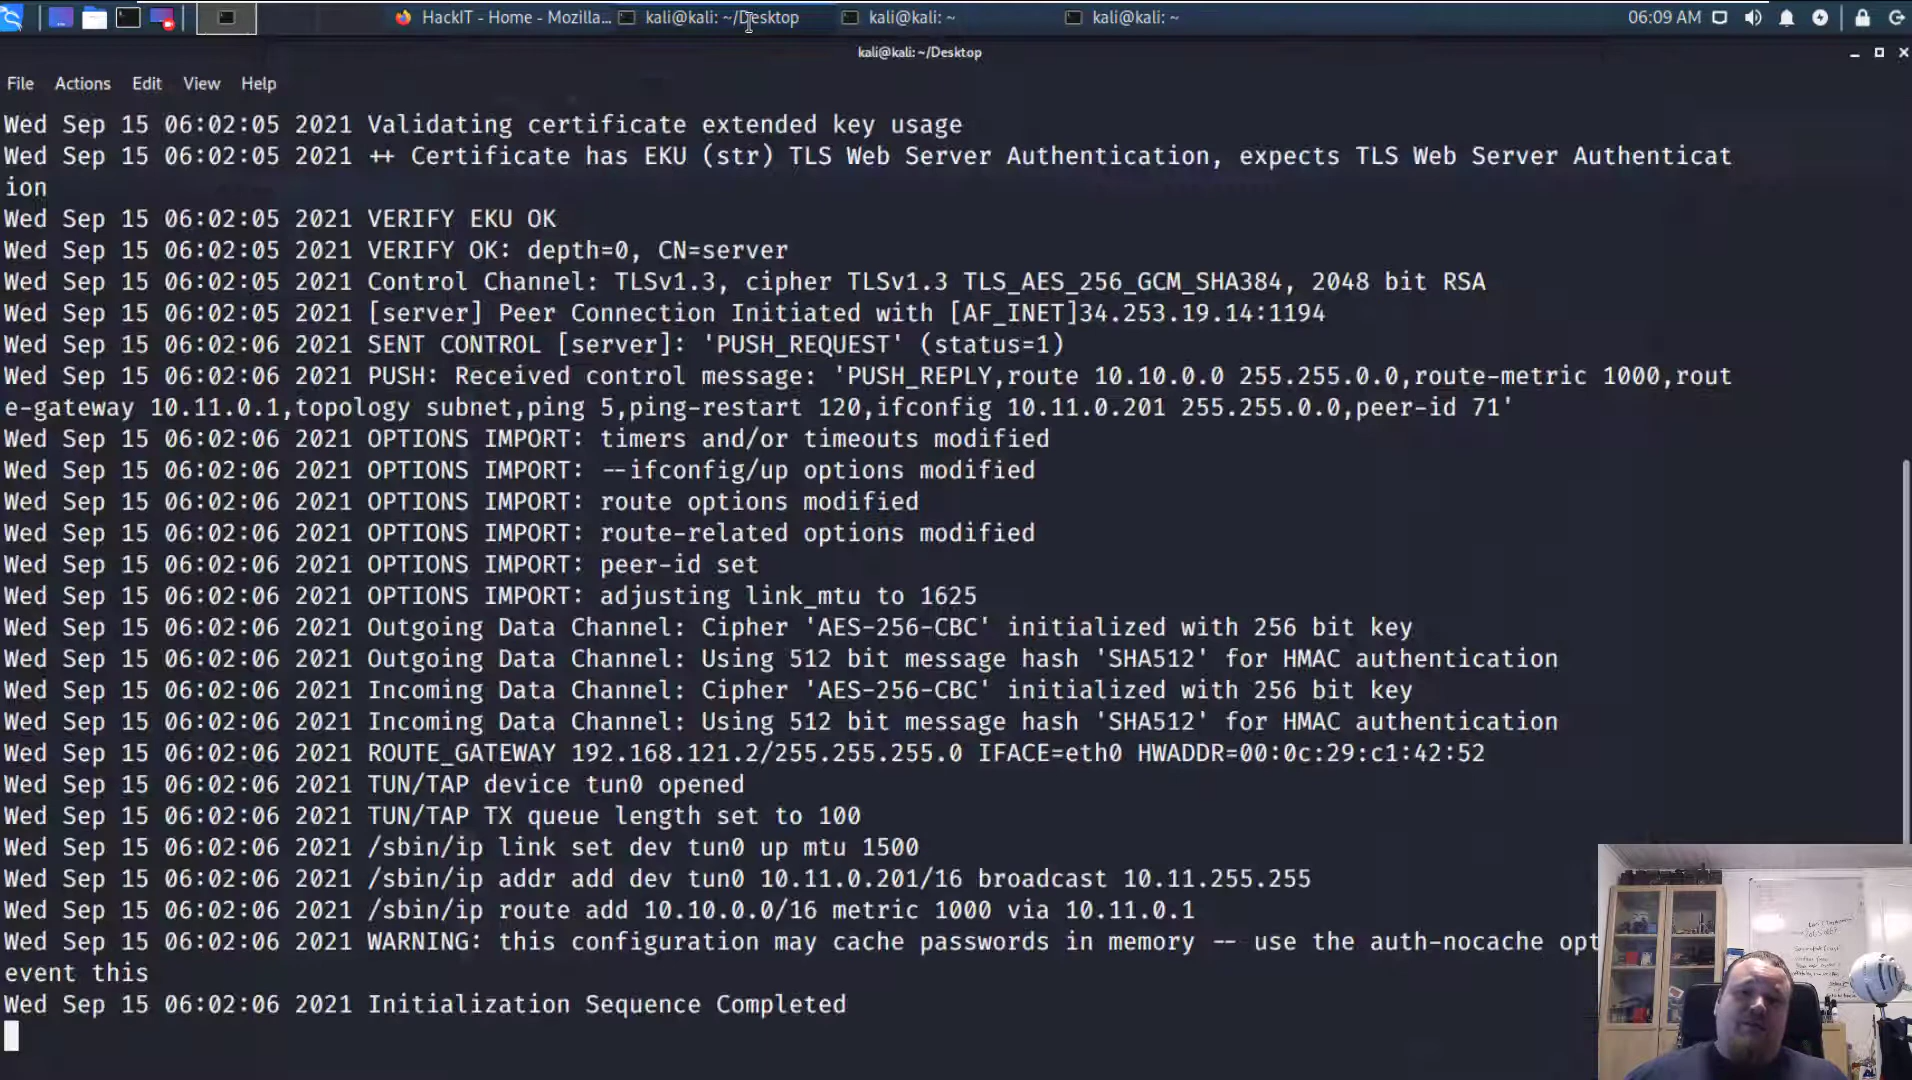 HackIT - Home - Mozilla...
kali@kali: ~/Desktop
kali@kali: ~
kali@kali: ~
06:09 AM
kali@kali: ~/Desktop
File Actions Edit View Help
Wed Sep 15 06:02:05 2021 Validating certificate extended key usage
Wed Sep 15 06:02:05 2021 ++ Certificate has EKU (str) TLS Web Server Authentication, expects TLS Web Server Authenticat
ion
Wed Sep 15 06:02:05 2021 VERIFY EKU OK
Wed Sep 15 06:02:05 2021 VERIFY OK: depth=0, CN=server
Wed Sep 15 06:02:05 2021 Control Channel: TLSv1.3, cipher TLSv1.3 TLS_AES_256_GCM_SHA384, 2048 bit RSA
Wed Sep 15 06:02:05 2021 [server] Peer Connection Initiated with [AF_INET]34.253.19.14:1194
Wed Sep 15 06:02:06 2021 SENT CONTROL [server]: 'PUSH_REQUEST' (status=1)
Wed Sep 15 06:02:06 2021 PUSH: Received control message: 'PUSH_REPLY,route 10.10.0.0 255.255.0.0,route-metric 1000,rout
e-gateway 10.11.0.1,topology subnet,ping 5,ping-restart 120,ifconfig 10.11.0.201 255.255.0.0,peer-id 71'
Wed Sep 15 06:02:06 2021 OPTIONS IMPORT: timers and/or timeouts modified
Wed Sep 15 06:02:06 2021 OPTIONS IMPORT: --ifconfig/up options modified
Wed Sep 15 06:02:06 2021 OPTIONS IMPORT: route options modified
Wed Sep 15 06:02:06 2021 OPTIONS IMPORT: route-related options modified
Wed Sep 15 06:02:06 2021 OPTIONS IMPORT: peer-id set
Wed Sep 15 06:02:06 2021 OPTIONS IMPORT: adjusting link_mtu to 1625
Wed Sep 15 06:02:06 2021 Outgoing Data Channel: Cipher 'AES-256-CBC' initialized with 256 bit key
Wed Sep 15 06:02:06 2021 Outgoing Data Channel: Using 512 bit message hash 'SHA512' for HMAC authentication
Wed Sep 15 06:02:06 2021 Incoming Data Channel: Cipher 'AES-256-CBC' initialized with 256 bit key
Wed Sep 15 06:02:06 2021 Incoming Data Channel: Using 512 bit message hash 'SHA512' for HMAC authentication
Wed Sep 15 06:02:06 2021 ROUTE_GATEWAY 192.168.121.2/255.255.255.0 IFACE=eth0 HWADDR=00:0c:29:c1:42:52
Wed Sep 15 06:02:06 2021 TUN/TAP device tun0 opened
Wed Sep 15 06:02:06 2021 TUN/TAP TX queue length set to 100
Wed Sep 15 06:02:06 2021 /sbin/ip link set dev tun0 up mtu 1500
Wed Sep 15 06:02:06 2021 /sbin/ip addr add dev tun0 10.11.0.201/16 broadcast 10.11.255.255
Wed Sep 15 06:02:06 2021 /sbin/ip route add 10.10.0.0/16 metric 1000 via 10.11.0.1
Wed Sep 15 06:02:06 2021 WARNING: this configuration may cache passwords in memory -- use the auth-nocache opt
event this
Wed Sep 15 06:02:06 2021 Initialization Sequence Completed